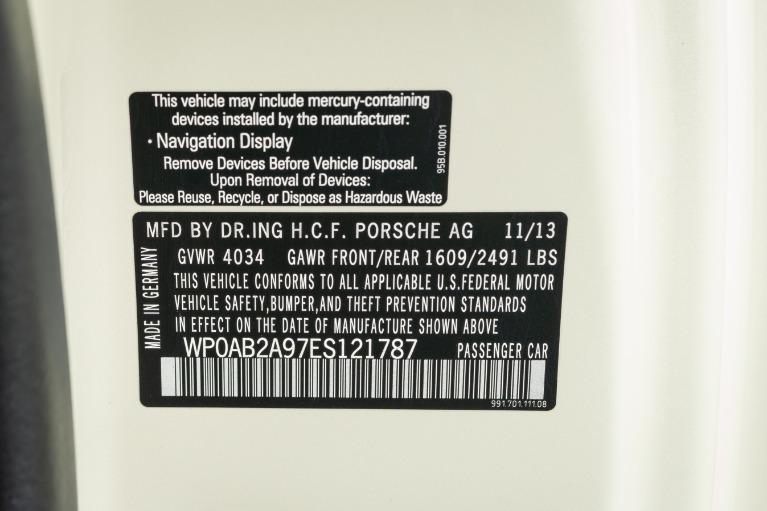 This vehicle may include mercury-containing
devices installed by the manufacturer:
· Navigation Display
Remove Devices Before Vehicle Disposal.
Upon Removal of Devices:
Please Reuse, Recycle, or Dispose as Hazardous Waste
95B.010.001
MFD BY DR.ING H.C.F. PORSCHE AG 11/13
GVWR 4034 GAWR FRONT/REAR 1609/2491 LBS
THIS VEHICLE CONFORMS TO ALL APPLICABLE U.S.FEDERAL MOTOR
VEHICLE SAFETY,BUMPER,AND THEFT PREVENTION STANDARDS
IN EFFECT ON THE DATE OF MANUFACTURE SHOWN ABOVE
MADE IN GERMANY
WP0AB2A97ES121787 PASSENGER CAR
991.701.111.08